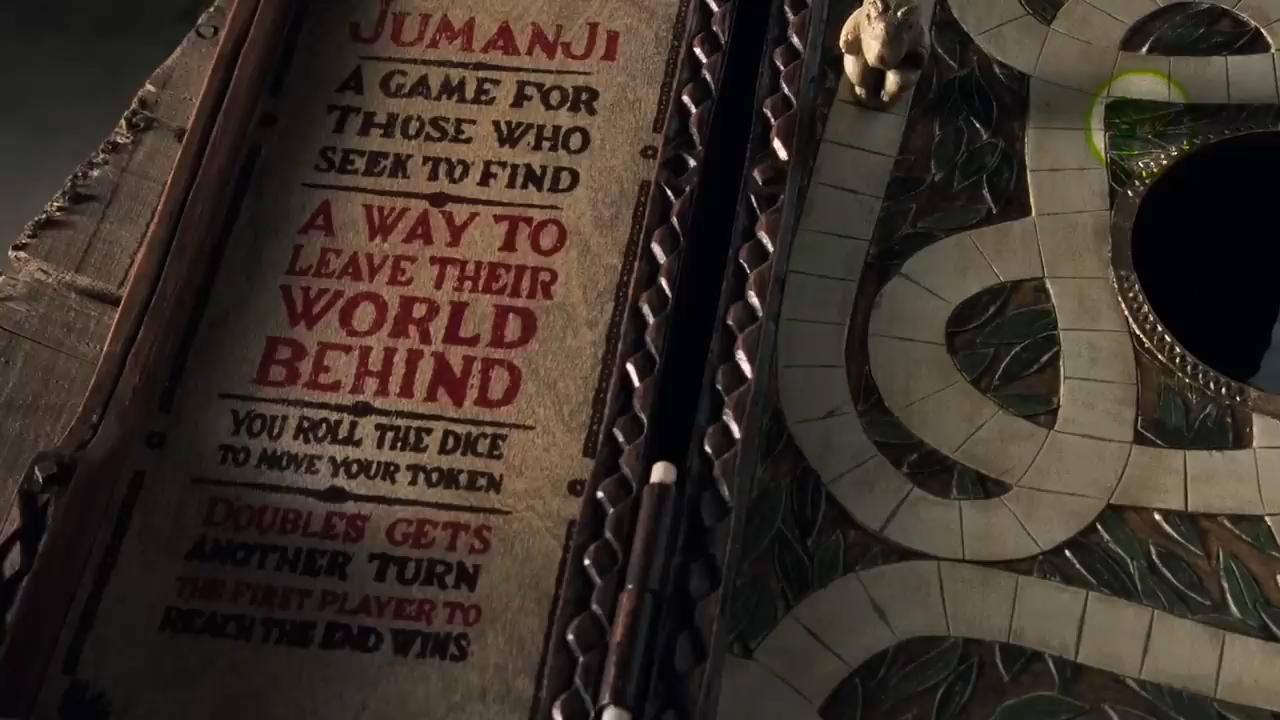 JUMANJI
A GAME FOR
THOSE WHO
SEEK TO FIND
A WAY TO
LEAVE THEIR
WORLD
BEHIND
YOU ROLL THE DICE
TO MOVE YOUR TOKEN
DOUBLES GETS
ANOTHER TURN
THE FIRST PLAYER TO
REACH THE END WINS